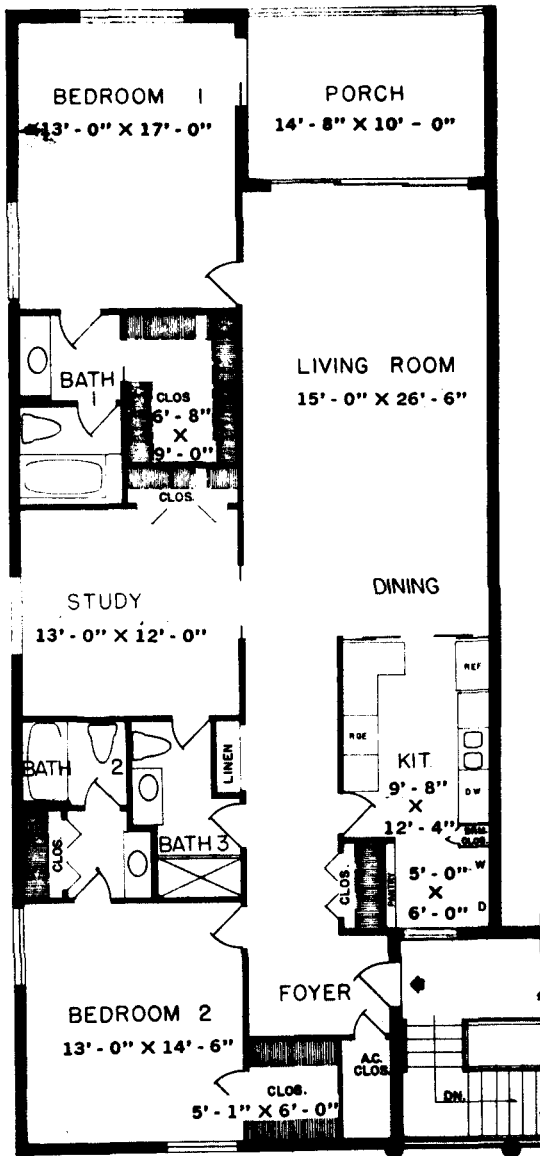 BEDROOM 1
13'-0" X 17'-0"
PORCH
14'-8" X 10'-0"
LIVING ROOM
15'-0" X 26'-6"
BATH
1
CLOS
6'-8"
X
9'-0"
CLOS.
STUDY
13'-0" X 12'-0"
DINING
REF
RGE
KIT.
9'-8"
X
12'-4"
DW
BATH 2
LINEN
BATH 3
CLOS.
CLOS.
PANTRY
CLOS.
5'-0"
X
6'-0"
W
D
FOYER
BEDROOM 2
13'-0" X 14'-6"
CLOS.
5'-1" X 6'-0"
A.C.
CLOS.
DN.